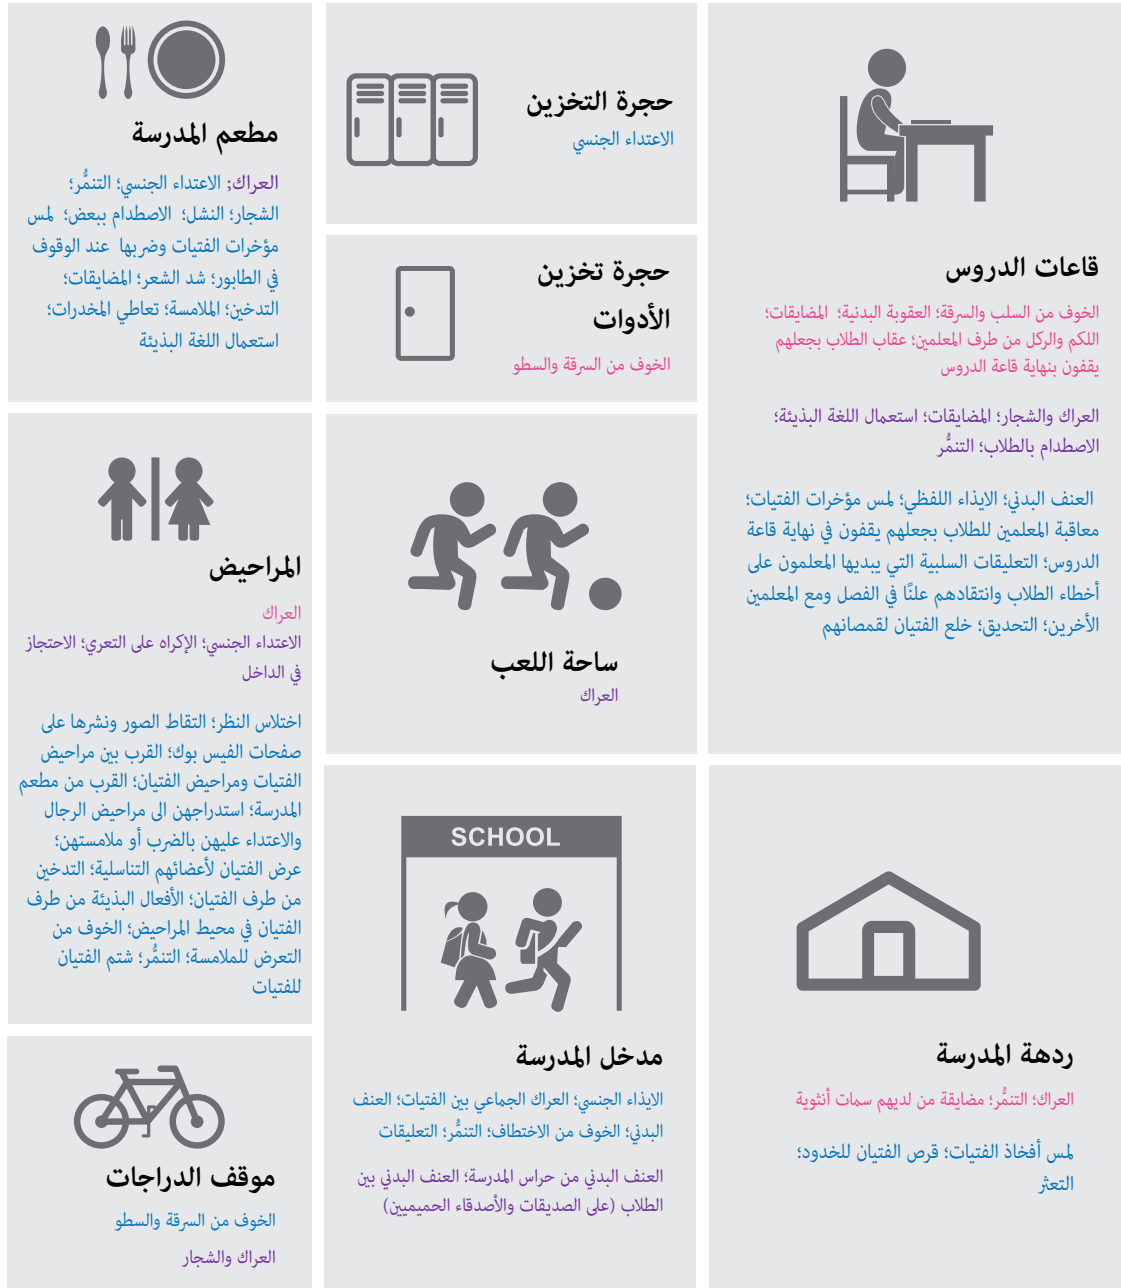 قاعات الدروس
الخوف من السلب والسرقة؛ العقوبة البدنية؛ المضايقات؛
اللكم والركل من طرف المعلمين؛ عقاب الطلاب بجعلهم
يقفون بنهاية قاعة الدروس
العراك والشجار؛ المضايقات؛ استعمال اللغة البذيئة؛
الاصطدام بالطلاب؛ التنمُّر
العنف البدني؛ الايذاء اللفظي؛ لمس مؤخرات الفتيات؛
معاقبة المعلمين للطلاب بجعلهم يقفون في نهاية قاعة
الدروس؛ التعليقات السلبية التي يبديها المعلمون على
أخطاء الطلاب وانتقادهم علنًا في الفصل ومع المعلمين
الأخرين؛ التحديق؛ خلع الفتيان لقمصانهم
حجرة التخزين
الاعتداء الجنسي
حجرة تخزين
الأدوات
الخوف من السرقة والسطو
ساحة اللعب
العراك
مطعم المدرسة
العراك; الاعتداء الجنسي؛ التنمُّر؛
الشجار؛ النشل؛ الاصطدام ببعض؛ لمس
مؤخرات الفتيات وضربها عند الوقوف
في الطابور؛ شد الشعر؛ المضايقات؛
التدخين؛ الملامسة؛ تعاطي المخدرات؛
استعمال اللغة البذيئة
المراحيض
العراك
الاعتداء الجنسي؛ الإكراه على التعري؛ الاحتجاز
في الداخل
اختلاس النظر؛ التقاط الصور ونشرها على
صفحات الفيس بوك؛ القرب بين مراحيض
الفتيات ومراحيض الفتيان؛ القرب من مطعم
المدرسة؛ استدراجهن الى مراحيض الرجال
والاعتداء عليهن بالضرب أو ملامستهن؛
عرض الفتيان لأعضائهم التناسلية؛ التدخين
من طرف الفتيان؛ الأفعال البذيئة من طرف
الفتيان في محيط المراحيض؛ الخوف من
التعرض للملامسة؛ التنمُّر؛ شتم الفتيان
للفتيات
ردهة المدرسة
العراك؛ التنمُّر؛ مضايقة من لديهم سمات أنثوية
لمس أفخاذ الفتيات؛ قرص الفتيان للخدود؛
التعثر
SCHOOL
مدخل المدرسة
الايذاء الجنسي؛ العراك الجماعي بين الفتيات؛ العنف
البدني؛ الخوف من الاختطاف؛ التنمُّر؛ التعليقات
العنف البدني من حراس المدرسة؛ العنف البدني بين
الطلاب (على الصديقات والأصدقاء الحميميين)
موقف الدراجات
الخوف من السرقة والسطو
العراك والشجار